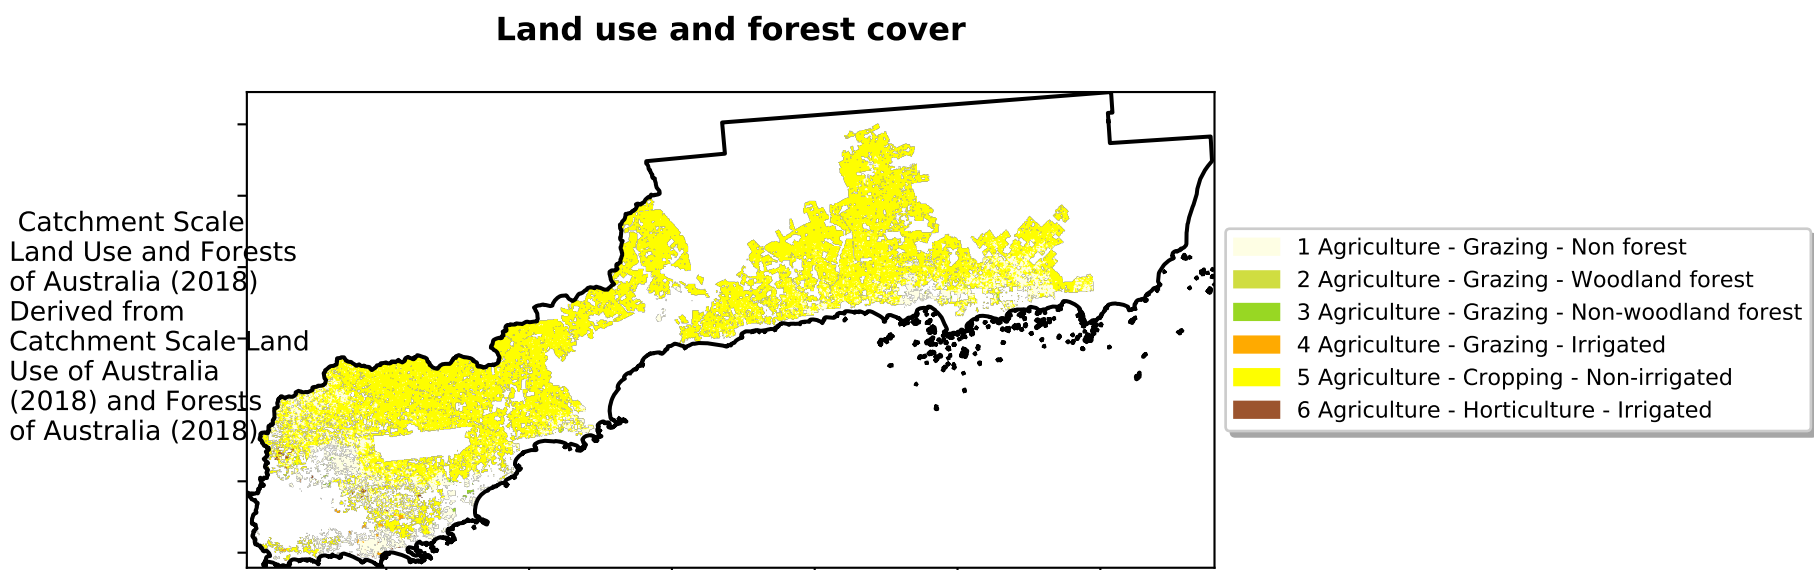 Land use and forest cover
Catchment Scale
Land Use and Forests
of Australia (2018)
Derived from
Catchment Scale Land
Use of Australia
(2018) and Forests
of Australia (2018)
1 Agriculture - Grazing - Non forest
2 Agriculture - Grazing - Woodland forest
3 Agriculture - Grazing - Non-woodland forest
4 Agriculture - Grazing - Irrigated
5 Agriculture - Cropping - Non-irrigated
6 Agriculture - Horticulture - Irrigated